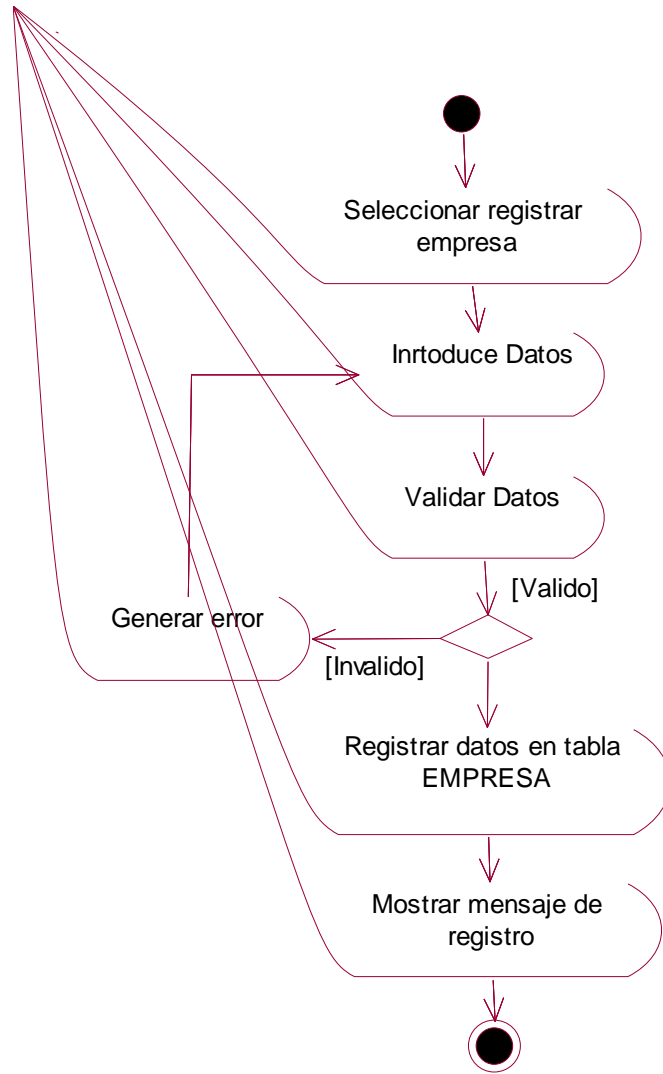 Seleccionar registrar
empresa
Inrtoduce Datos
Validar Datos
[Valido]
Generar error
[Invalido]
Registrar datos en tabla
EMPRESA
Mostrar mensaje de
registro